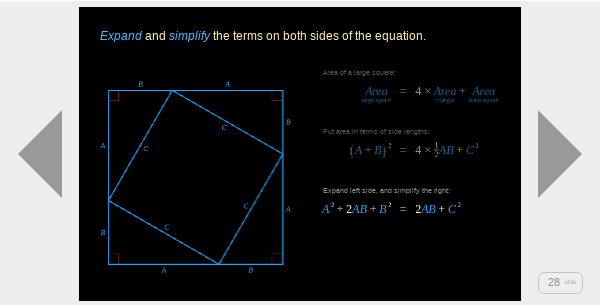 Expand and simplify the terms on both sides of the equation.
Area of a large square:
Area large square = 4 × Area triangle + Area small square
Put area in terms of side lengths:
(A + B)² = 4 × ½AB + C²
Expand left side, and simplify the right:
A² + 2AB + B² = 2AB + C²
B A
A B
C C
C C
B A
A B
28 of 36